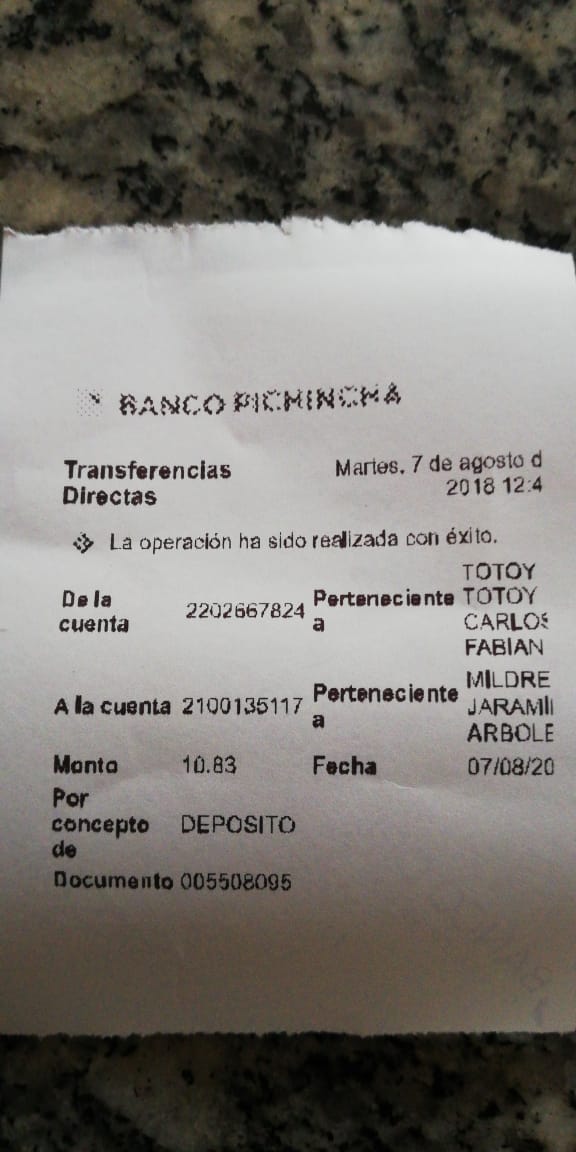 BANCO PICHINCHA
Transferencias Directas
Martes, 7 de agosto d
2018 12:4
La operación ha sido realizada con éxito.
De la cuenta 2202667824 Perteneciente a TOTOY TOTOY CARLOS FABIAN
A la cuenta 2100135117 Perteneciente a MILDRE JARAMII ARBOLE
Monto 10.83 Fecha 07/08/20
Por concepto de DEPOSITO
Documento 005508095